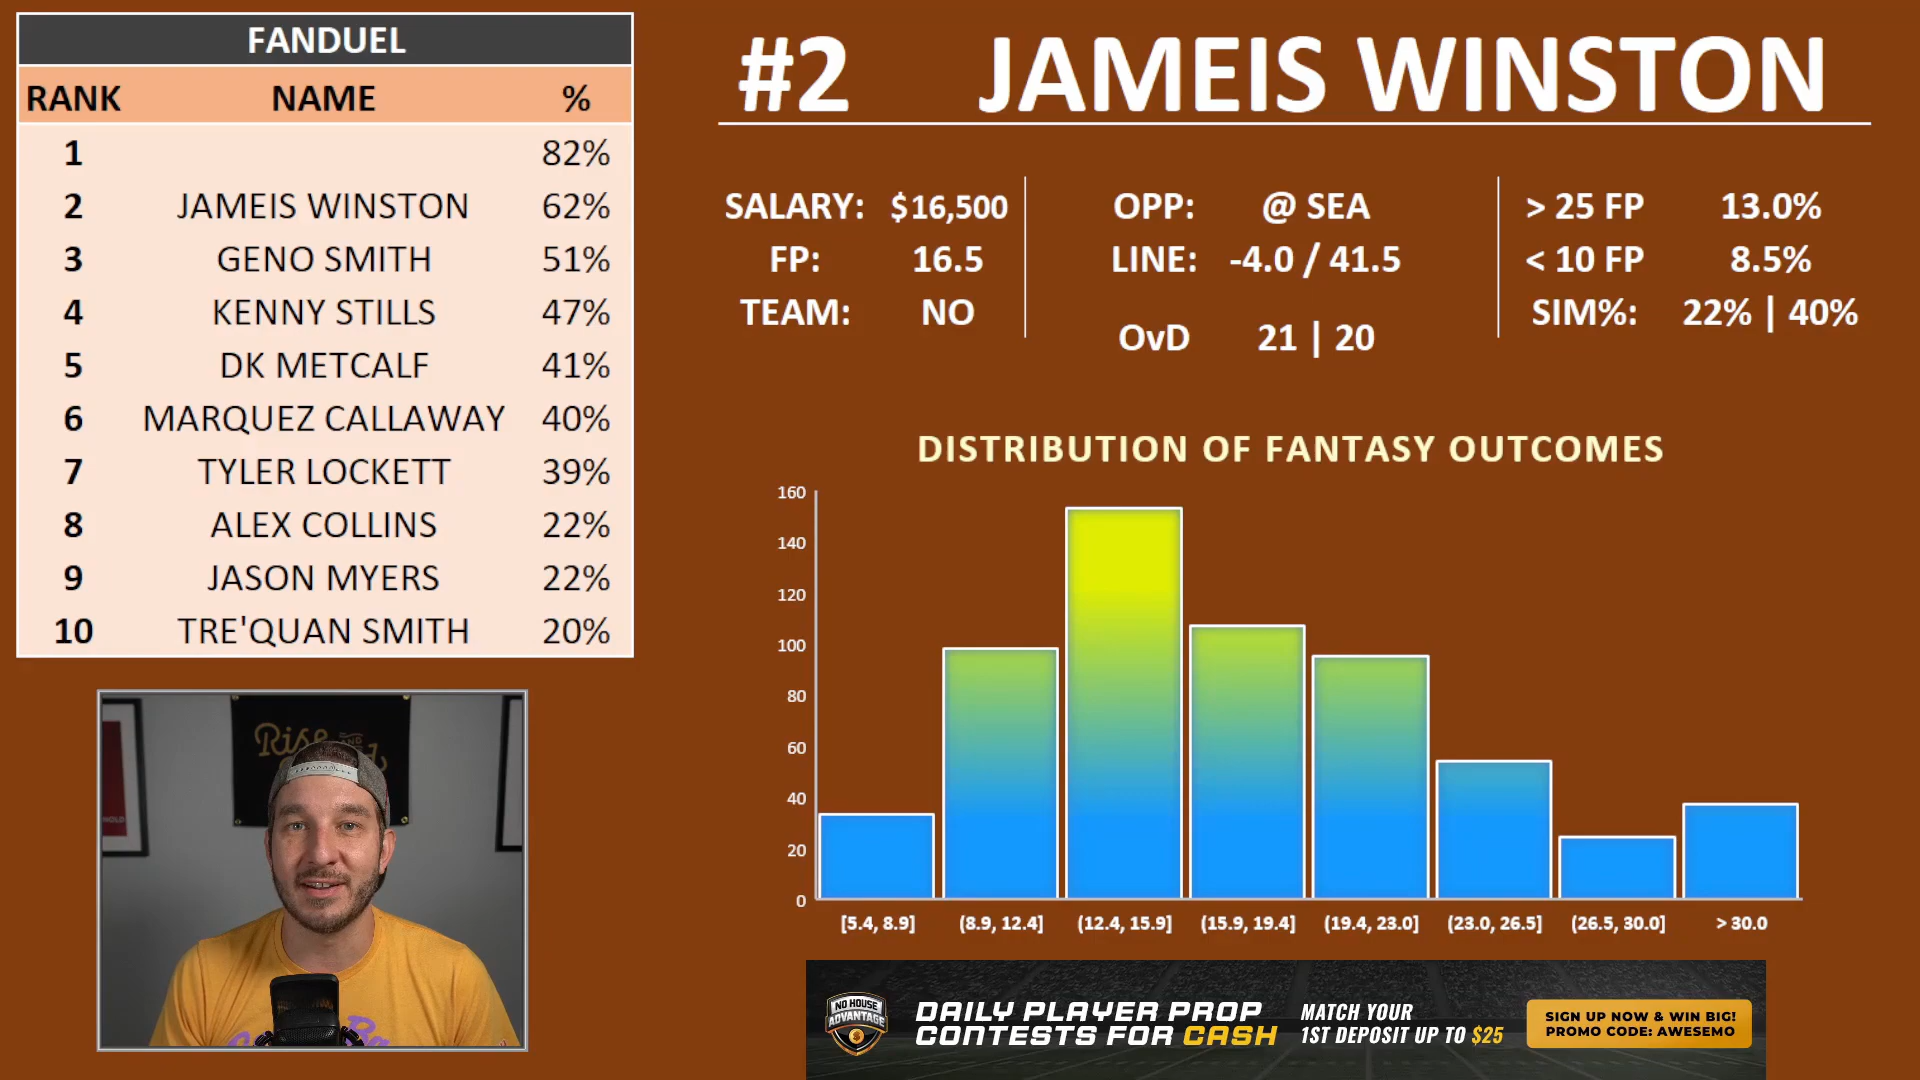 FANDUEL
RANK NAME %
1 82%
2 JAMEIS WINSTON 62%
3 GENO SMITH 51%
4 KENNY STILLS 47%
5 DK METCALF 41%
6 MARQUEZ CALLAWAY 40%
7 TYLER LOCKETT 39%
8 ALEX COLLINS 22%
9 JASON MYERS 22%
10 TRE'QUAN SMITH 20%
#2 JAMEIS WINSTON
SALARY: $16,500
FP: 16.5
TEAM: NO
OPP: @ SEA
LINE: -4.0 / 41.5
OvD 21 | 20
> 25 FP 13.0%
< 10 FP 8.5%
SIM%: 22% | 40%
DISTRIBUTION OF FANTASY OUTCOMES
160
140
120
100
80
60
40
20
0
[5.4, 8.9] (8.9, 12.4] (12.4, 15.9] (15.9, 19.4] (19.4, 23.0] (23.0, 26.5] (26.5, 30.0] > 30.0
Rise
AND
NO HOUSE
ADVANTAGE
DAILY PLAYER PROP
CONTESTS FOR CASH
MATCH YOUR
1ST DEPOSIT UP TO $25
SIGN UP NOW & WIN BIG!
PROMO CODE: AWESEMO